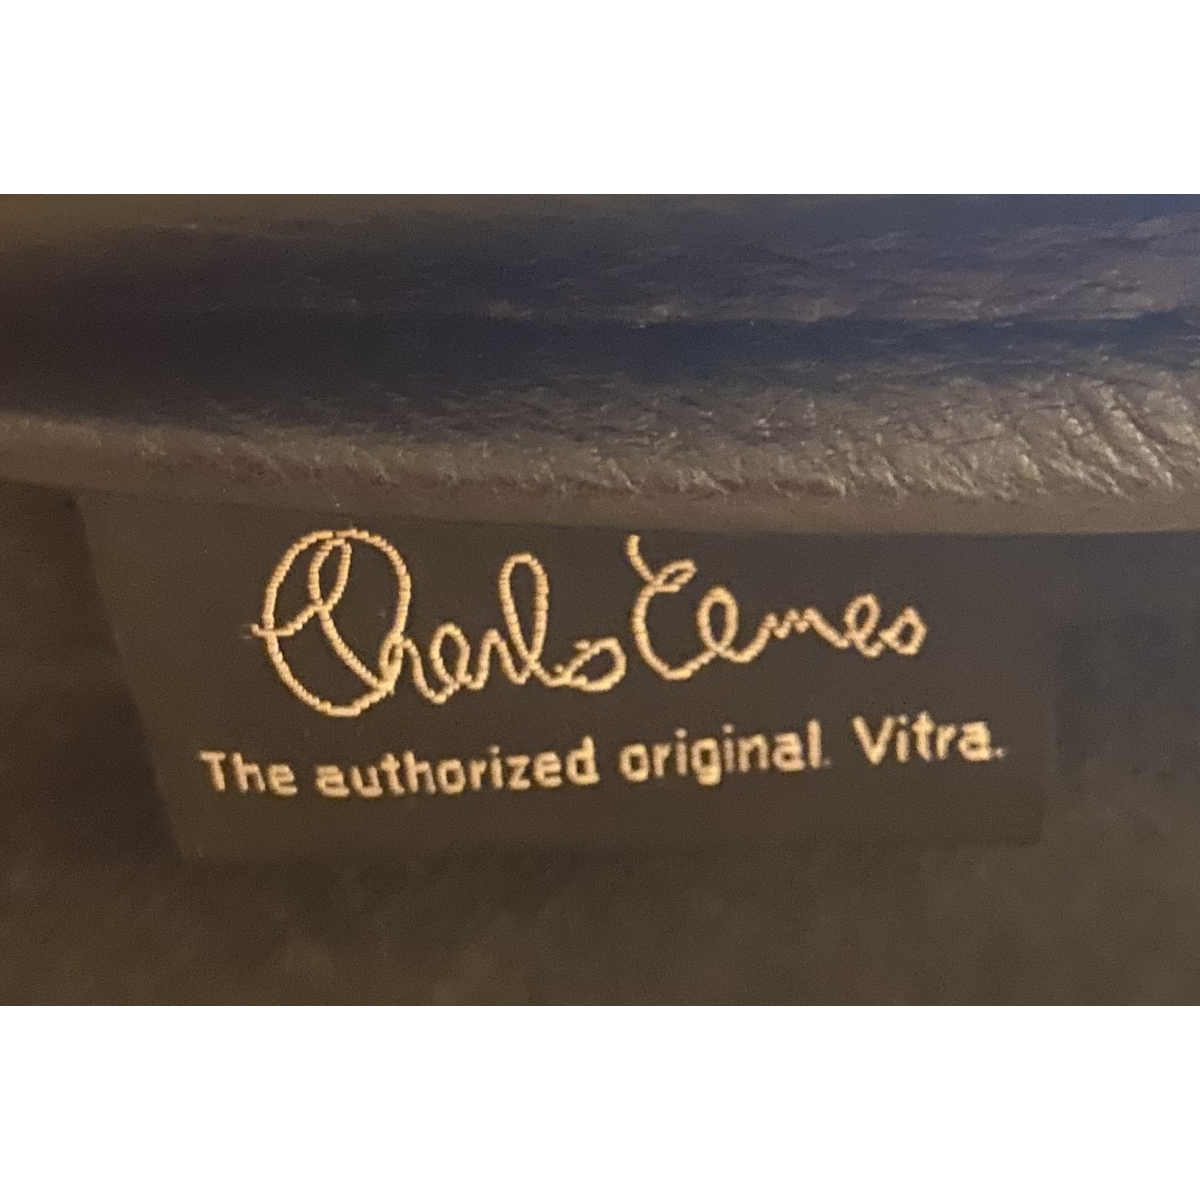 Charles Eames
The authorized original. Vitra.